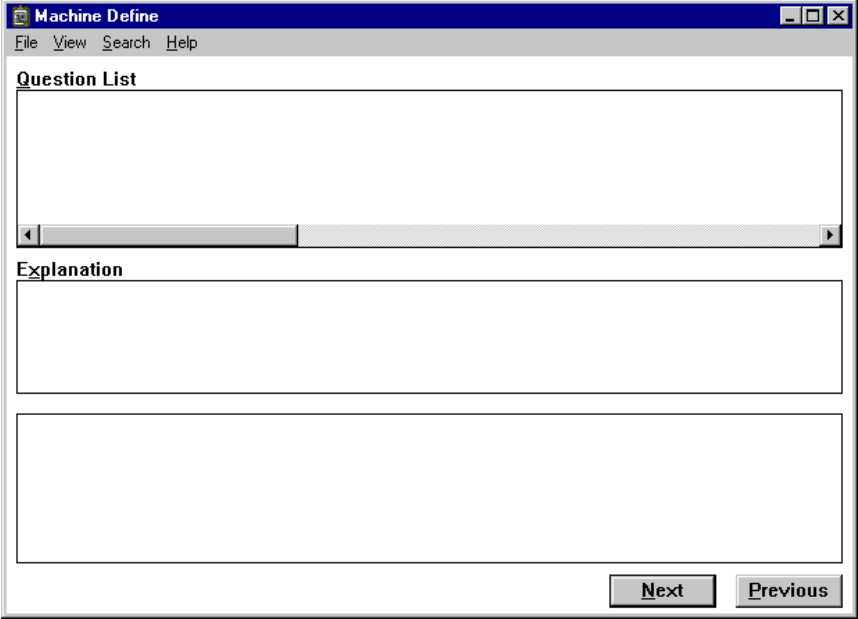 Machine Define
File View Search Help
Question List
Explanation
Next Previous